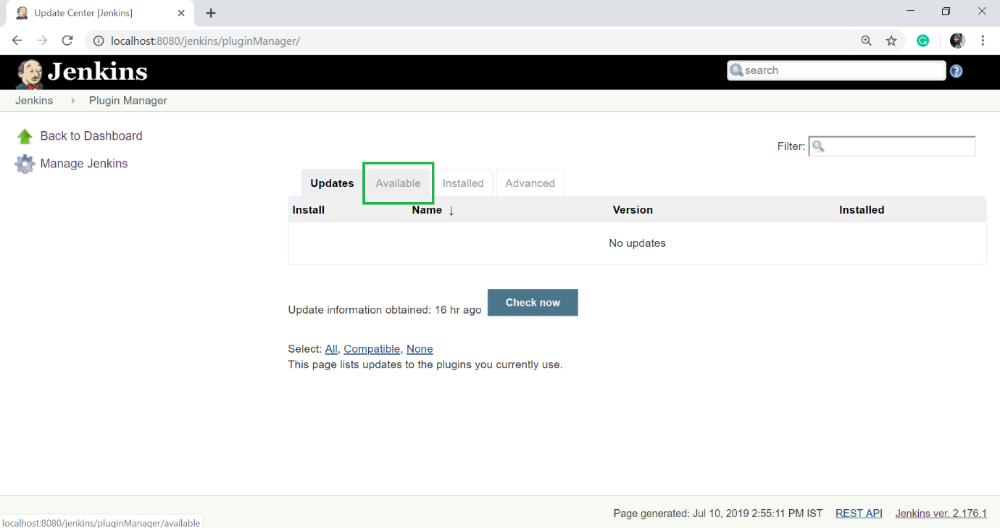 Update Center [Jenkins]
localhost:8080/jenkins/pluginManager/
Jenkins
search
Jenkins Plugin Manager
Back to Dashboard
Manage Jenkins
Filter:
Updates Available Installed Advanced
Install Name ↓ Version Installed
No updates
Update information obtained: 16 hr ago Check now
Select: All, Compatible, None
This page lists updates to the plugins you currently use.
Page generated: Jul 10, 2019 2:55:11 PM IST REST API Jenkins ver. 2.176.1
localhost:8080/jenkins/pluginManager/available